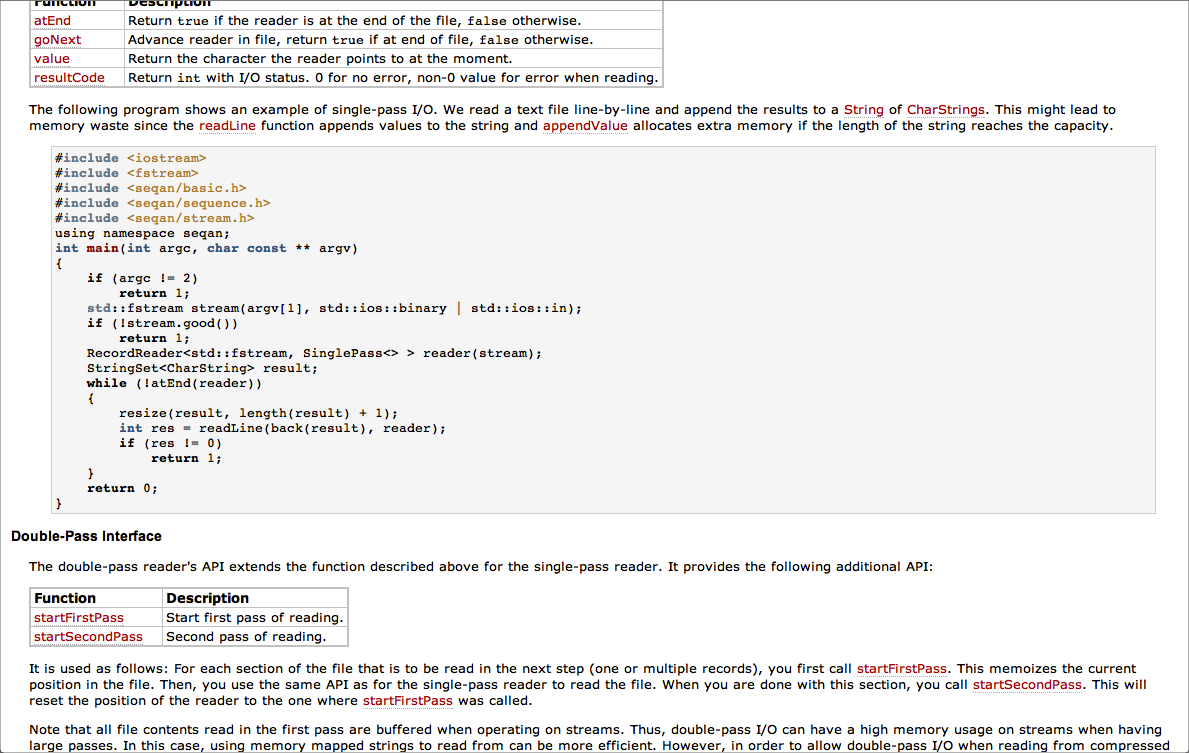 Function Description
atEnd Return true if the reader is at the end of the file, false otherwise.
goNext Advance reader in file, return true if at end of file, false otherwise.
value Return the character the reader points to at the moment.
resultCode Return int with I/O status. 0 for no error, non-0 value for error when reading.
The following program shows an example of single-pass I/O. We read a text file line-by-line and append the results to a String of CharStrings. This might lead to
memory waste since the readLine function appends values to the string and appendValue allocates extra memory if the length of the string reaches the capacity.
#include <iostream>
#include <fstream>
#include <seqan/basic.h>
#include <seqan/sequence.h>
#include <seqan/stream.h>
using namespace seqan;
int main(int argc, char const ** argv)
{
    if (argc != 2)
        return 1;
    std::fstream stream(argv[1], std::ios::binary | std::ios::in);
    if (!stream.good())
        return 1;
    RecordReader<std::fstream, SinglePass<> > reader(stream);
    StringSet<CharString> result;
    while (!atEnd(reader))
    {
        resize(result, length(result) + 1);
        int res = readLine(back(result), reader);
        if (res != 0)
            return 1;
    }
    return 0;
}
Double-Pass Interface
The double-pass reader's API extends the function described above for the single-pass reader. It provides the following additional API:
Function Description
startFirstPass Start first pass of reading.
startSecondPass Second pass of reading.
It is used as follows: For each section of the file that is to be read in the next step (one or multiple records), you first call startFirstPass. This memoizes the current
position in the file. Then, you use the same API as for the single-pass reader to read the file. When you are done with this section, you call startSecondPass. This will
reset the position of the reader to the one where startFirstPass was called.
Note that all file contents read in the first pass are buffered when operating on streams. Thus, double-pass I/O can have a high memory usage on streams when having
large passes. In this case, using memory mapped strings to read from can be more efficient. However, in order to allow double-pass I/O when reading from compressed